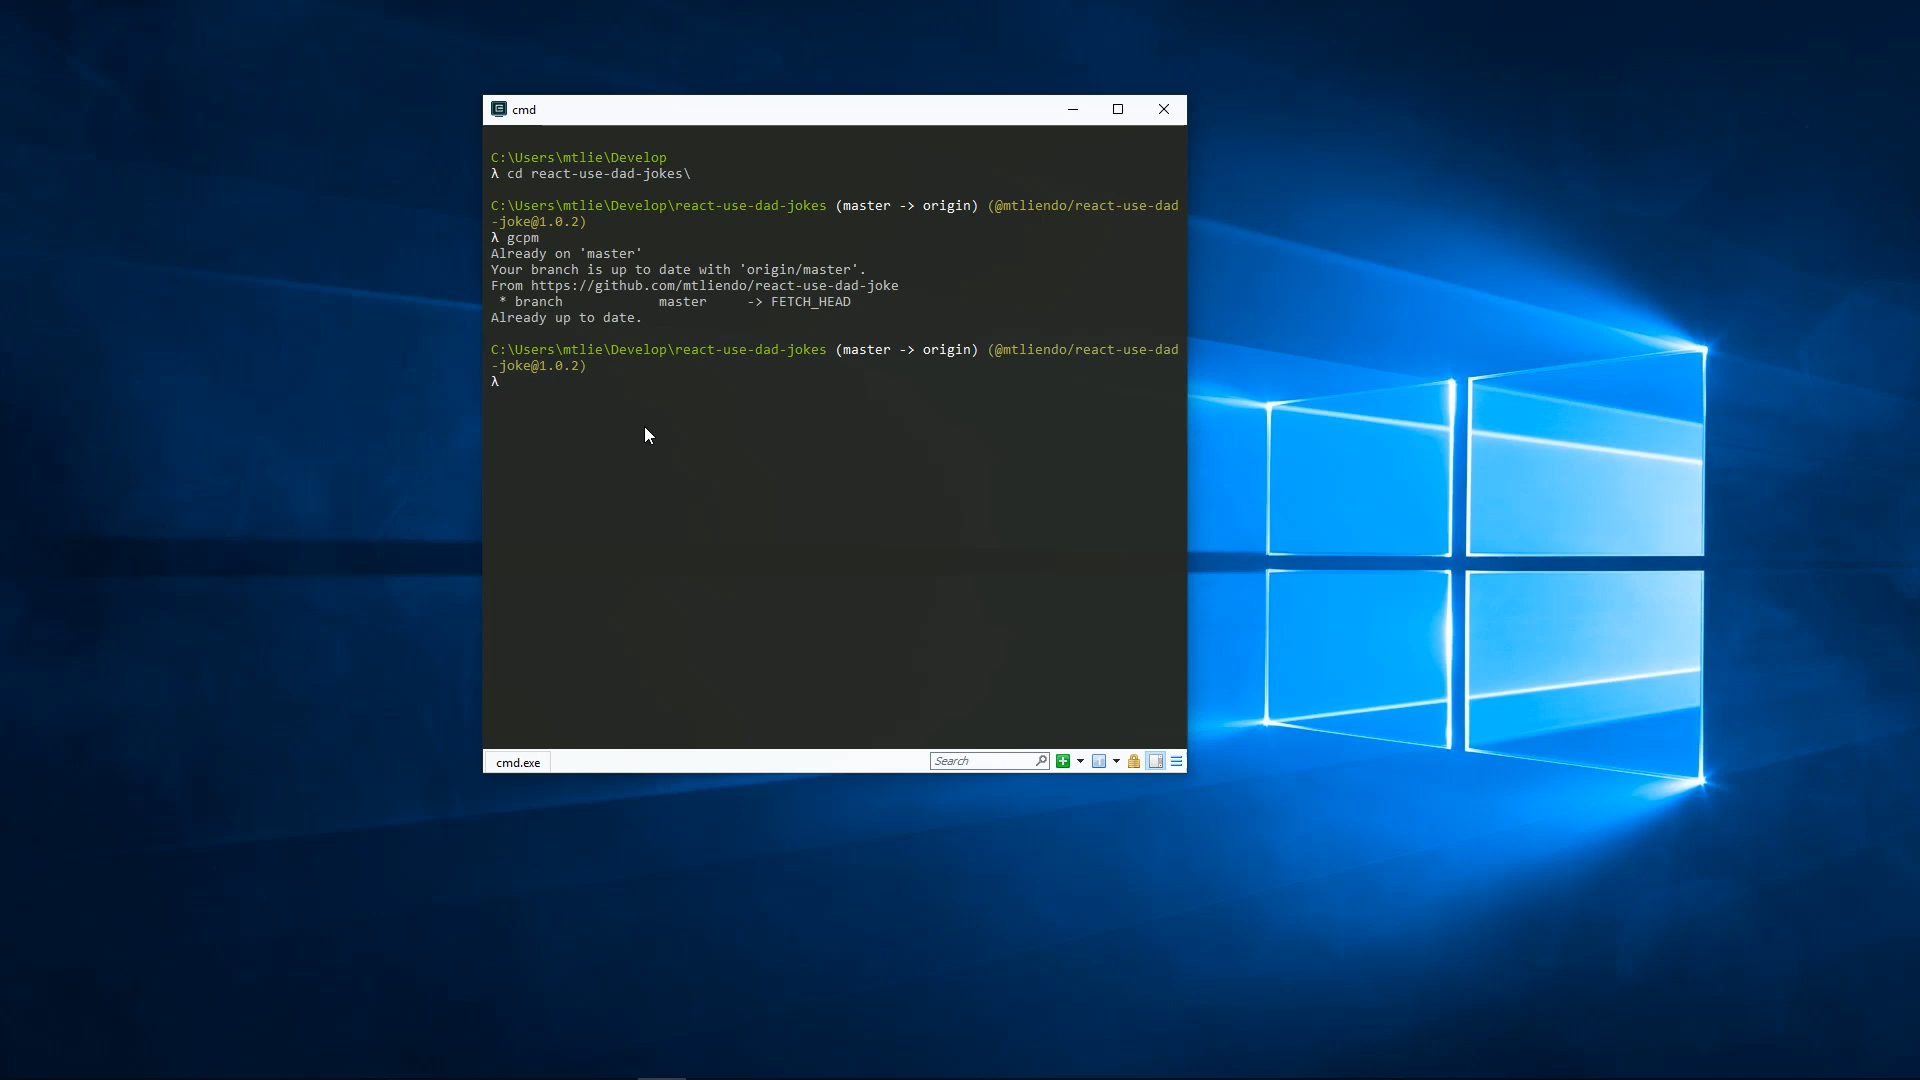 cmd
C:\Users\mtlie\Develop
λ cd react-use-dad-jokes\
C:\Users\mtlie\Develop\react-use-dad-jokes (master -> origin) (@mtliendo/react-use-dad
-joke@1.0.2)
λ gcpm
Already on 'master'
Your branch is up to date with 'origin/master'.
From https://github.com/mtliendo/react-use-dad-joke
 * branch            master     -> FETCH_HEAD
Already up to date.
C:\Users\mtlie\Develop\react-use-dad-jokes (master -> origin) (@mtliendo/react-use-dad
-joke@1.0.2)
λ
cmd.exe Search